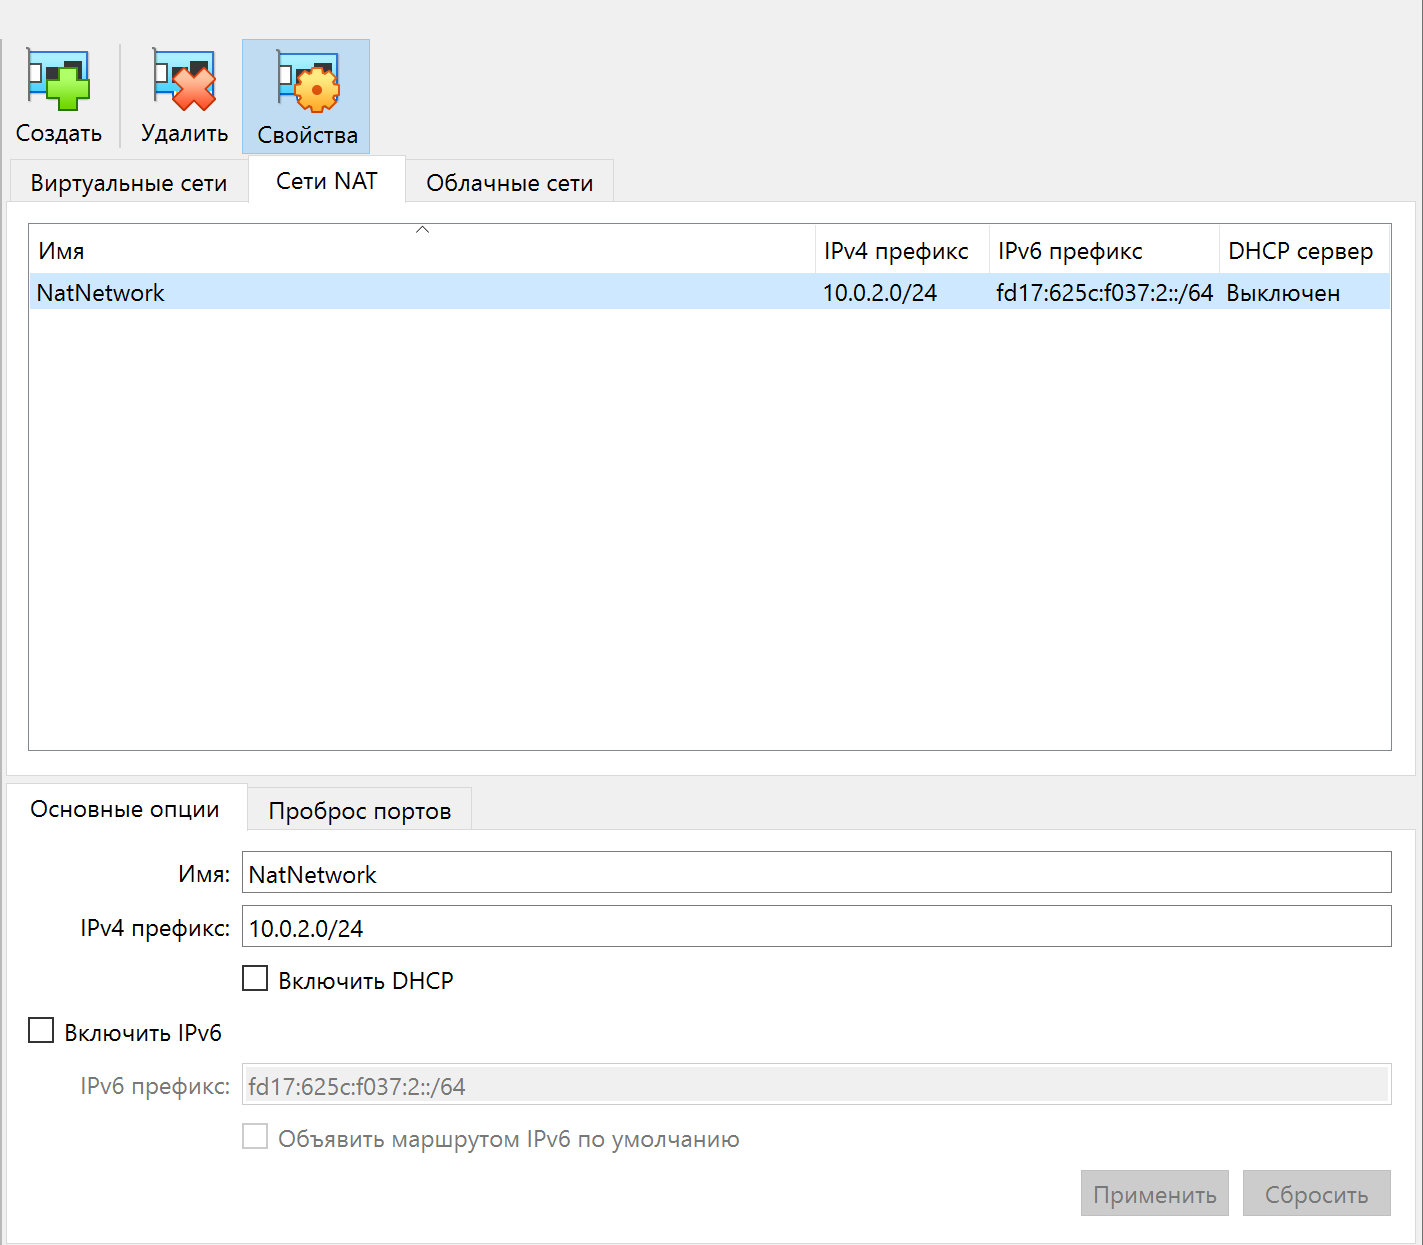 Создать
Удалить
Свойства
Виртуальные сети
Сети NAT
Облачные сети
Имя
IPv4 префикс
IPv6 префикс
DHCP сервер
NatNetwork
10.0.2.0/24
fd17:625c:f037:2::/64
Выключен
Основные опции
Проброс портов
Имя:
NatNetwork
IPv4 префикс:
10.0.2.0/24
Включить DHCP
Включить IPv6
IPv6 префикс:
fd17:625c:f037:2::/64
Объявить маршрутом IPv6 по умолчанию
Применить
Сбросить